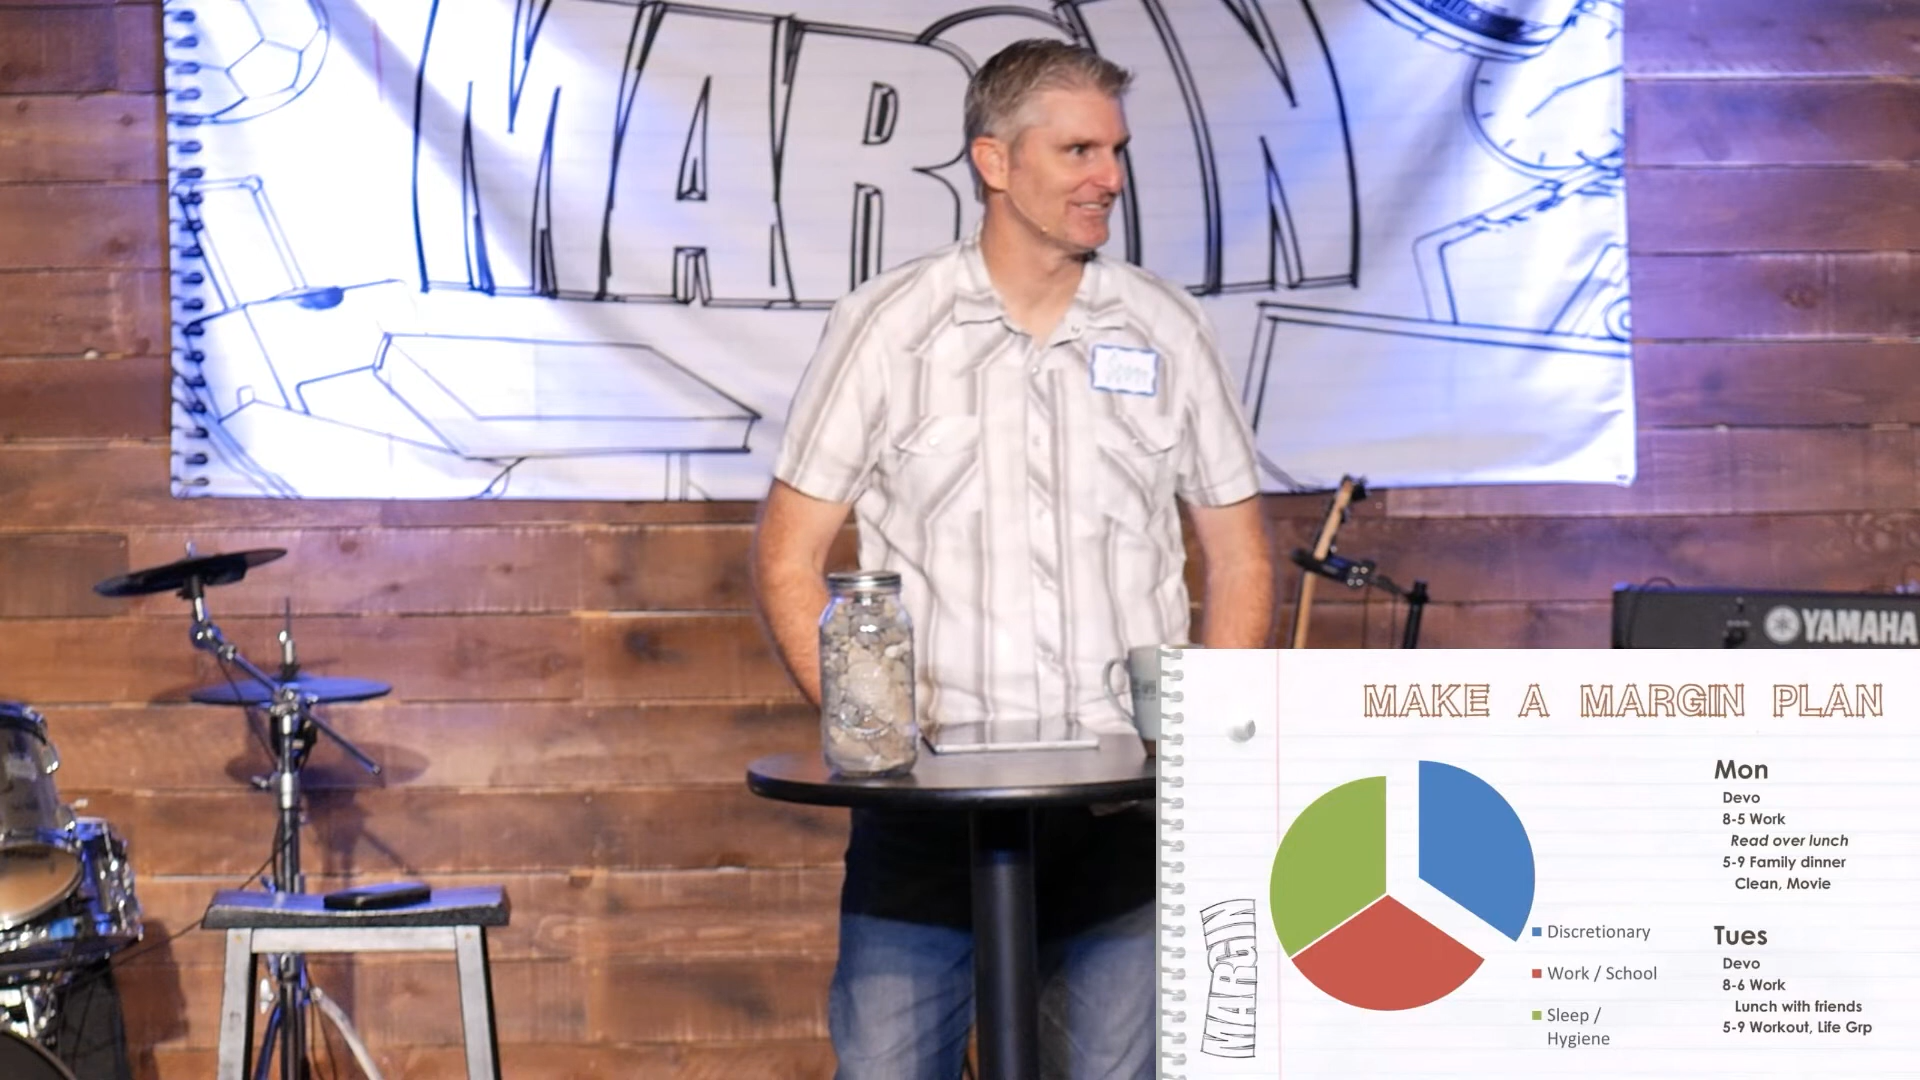 MARGIN
YAMAHA
MAKE A MARGIN PLAN
Mon
Devo
8-5 Work
Read over lunch
5-9 Family dinner
Clean, Movie
Discretionary
Work / School
Sleep /
Hygiene
Tues
Devo
8-6 Work
Lunch with friends
5-9 Workout, Life Grp
MARGIN